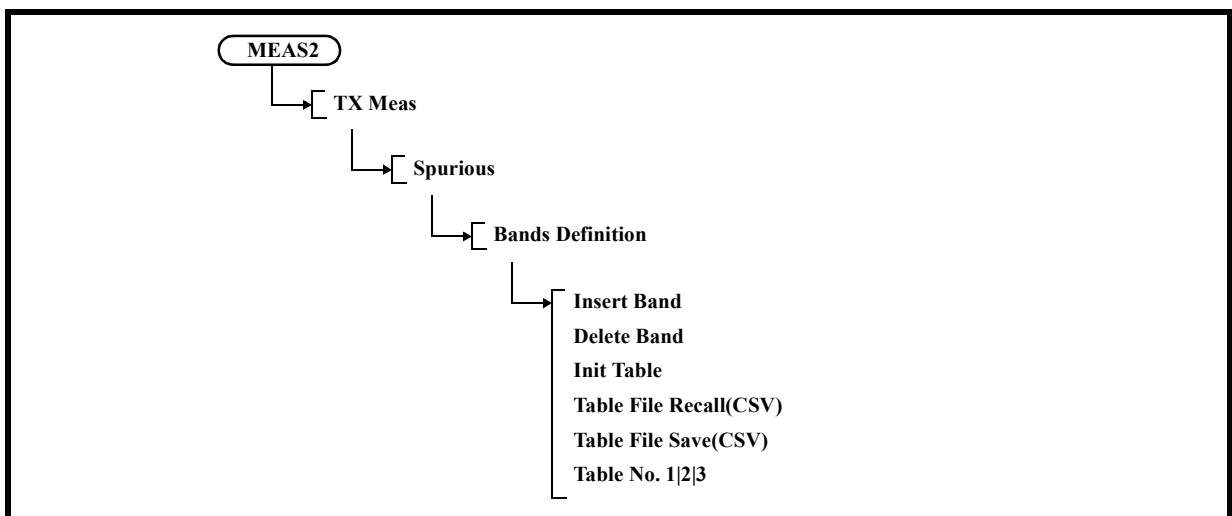 MEAS2
TX Meas
Spurious
Bands Definition
Insert Band
Delete Band
Init Table
Table File Recall(CSV)
Table File Save(CSV)
Table No. 1|2|3